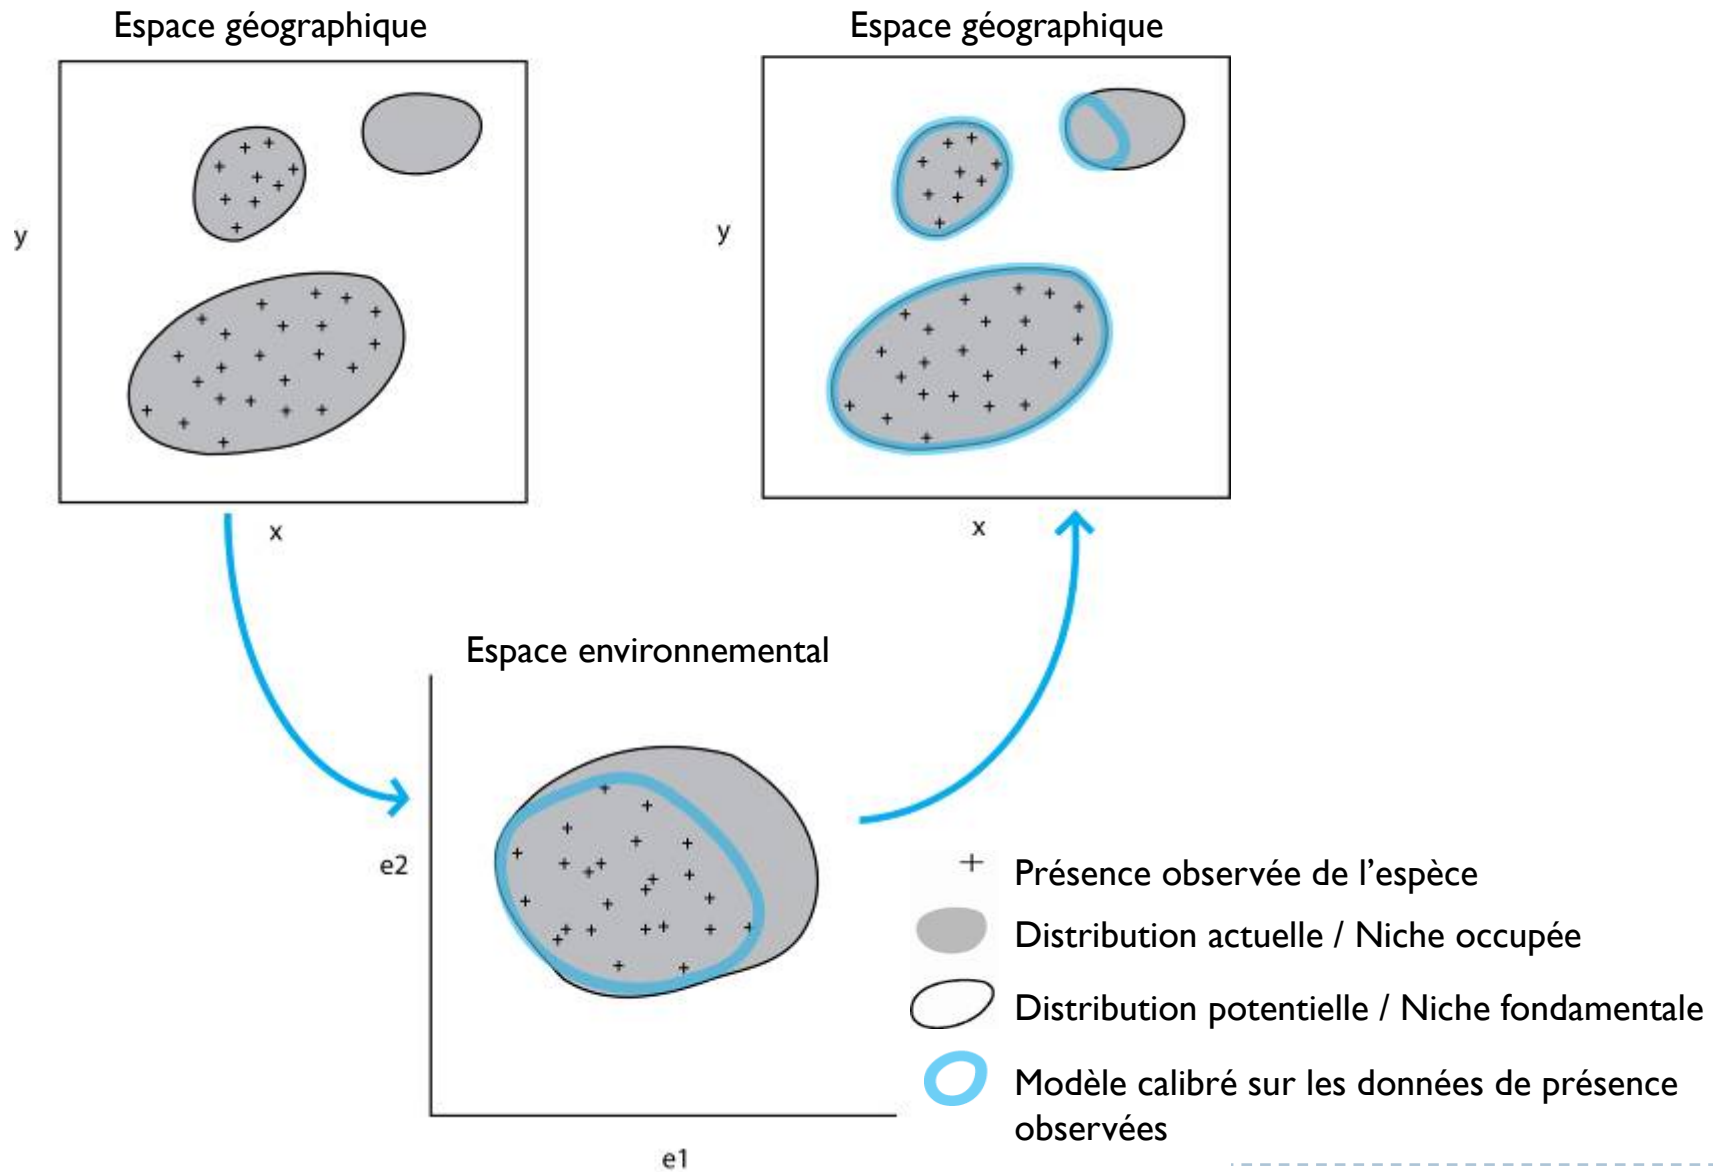 Espace géographique
Espace géographique
y
y
x
x
Espace environnemental
e2
e1
Présence observée de l'espèce
Distribution actuelle / Niche occupée
Distribution potentielle / Niche fondamentale
Modèle calibré sur les données de présence
observées